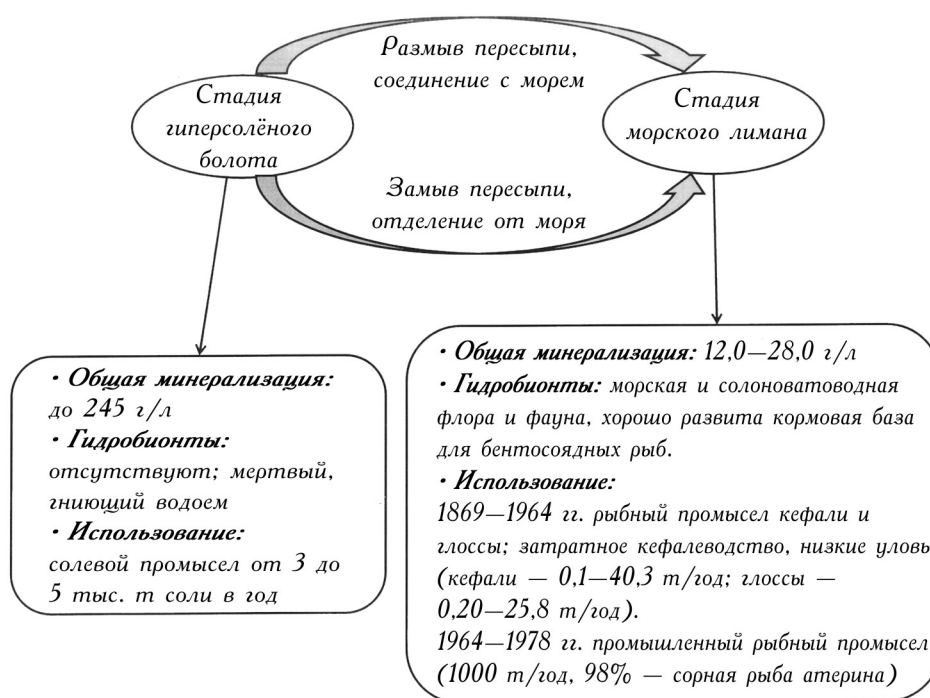 Размыв пересыпи,
соединение с морем
Стадия
гиперсолёного
болота
Стадия
морского лимана
Замыв пересыпи,
отделение от моря
• Общая минерализация:
до 245 г/л
• Гидробионты:
отсутствуют; мертвый,
гниющий водоем
• Использование:
солевой промысел от 3 до
5 тыс. т соли в год
• Общая минерализация: 12,0—28,0 г/л
• Гидробионты: морская и солоноватоводная
флора и фауна, хорошо развита кормовая база
для бентосоядных рыб.
• Использование:
1869—1964 гг. рыбный промысел кефали и
глоссы; затратное кефалеводство, низкие уловы
(кефали — 0,1—40,3 т/год; глоссы —
0,20—25,8 т/год).
1964—1978 гг. промышленный рыбный промысел
(1000 т/год, 98% — сорная рыба атерина)